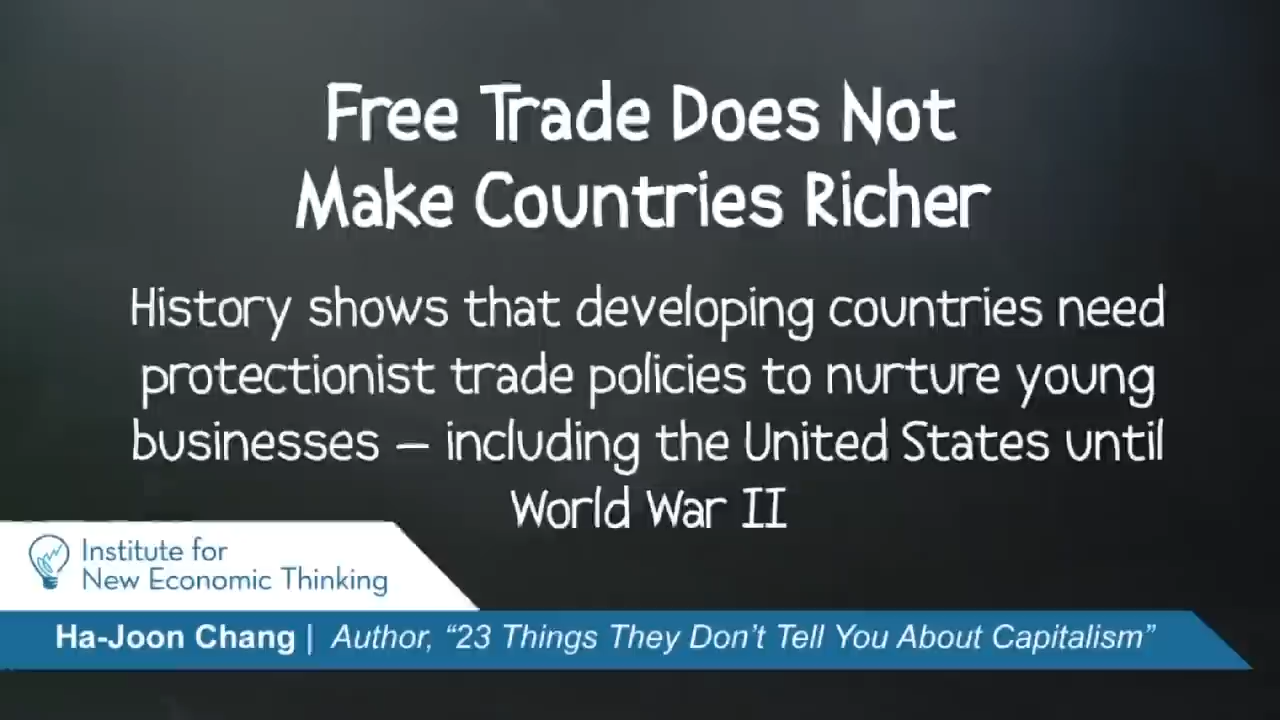 Free Trade Does Not
Make Countries Richer
History shows that developing countries need
protectionist trade policies to nurture young
businesses – including the United States until
World War II
Institute for
New Economic Thinking
Ha-Joon Chang | Author, “23 Things They Don’t Tell You About Capitalism”